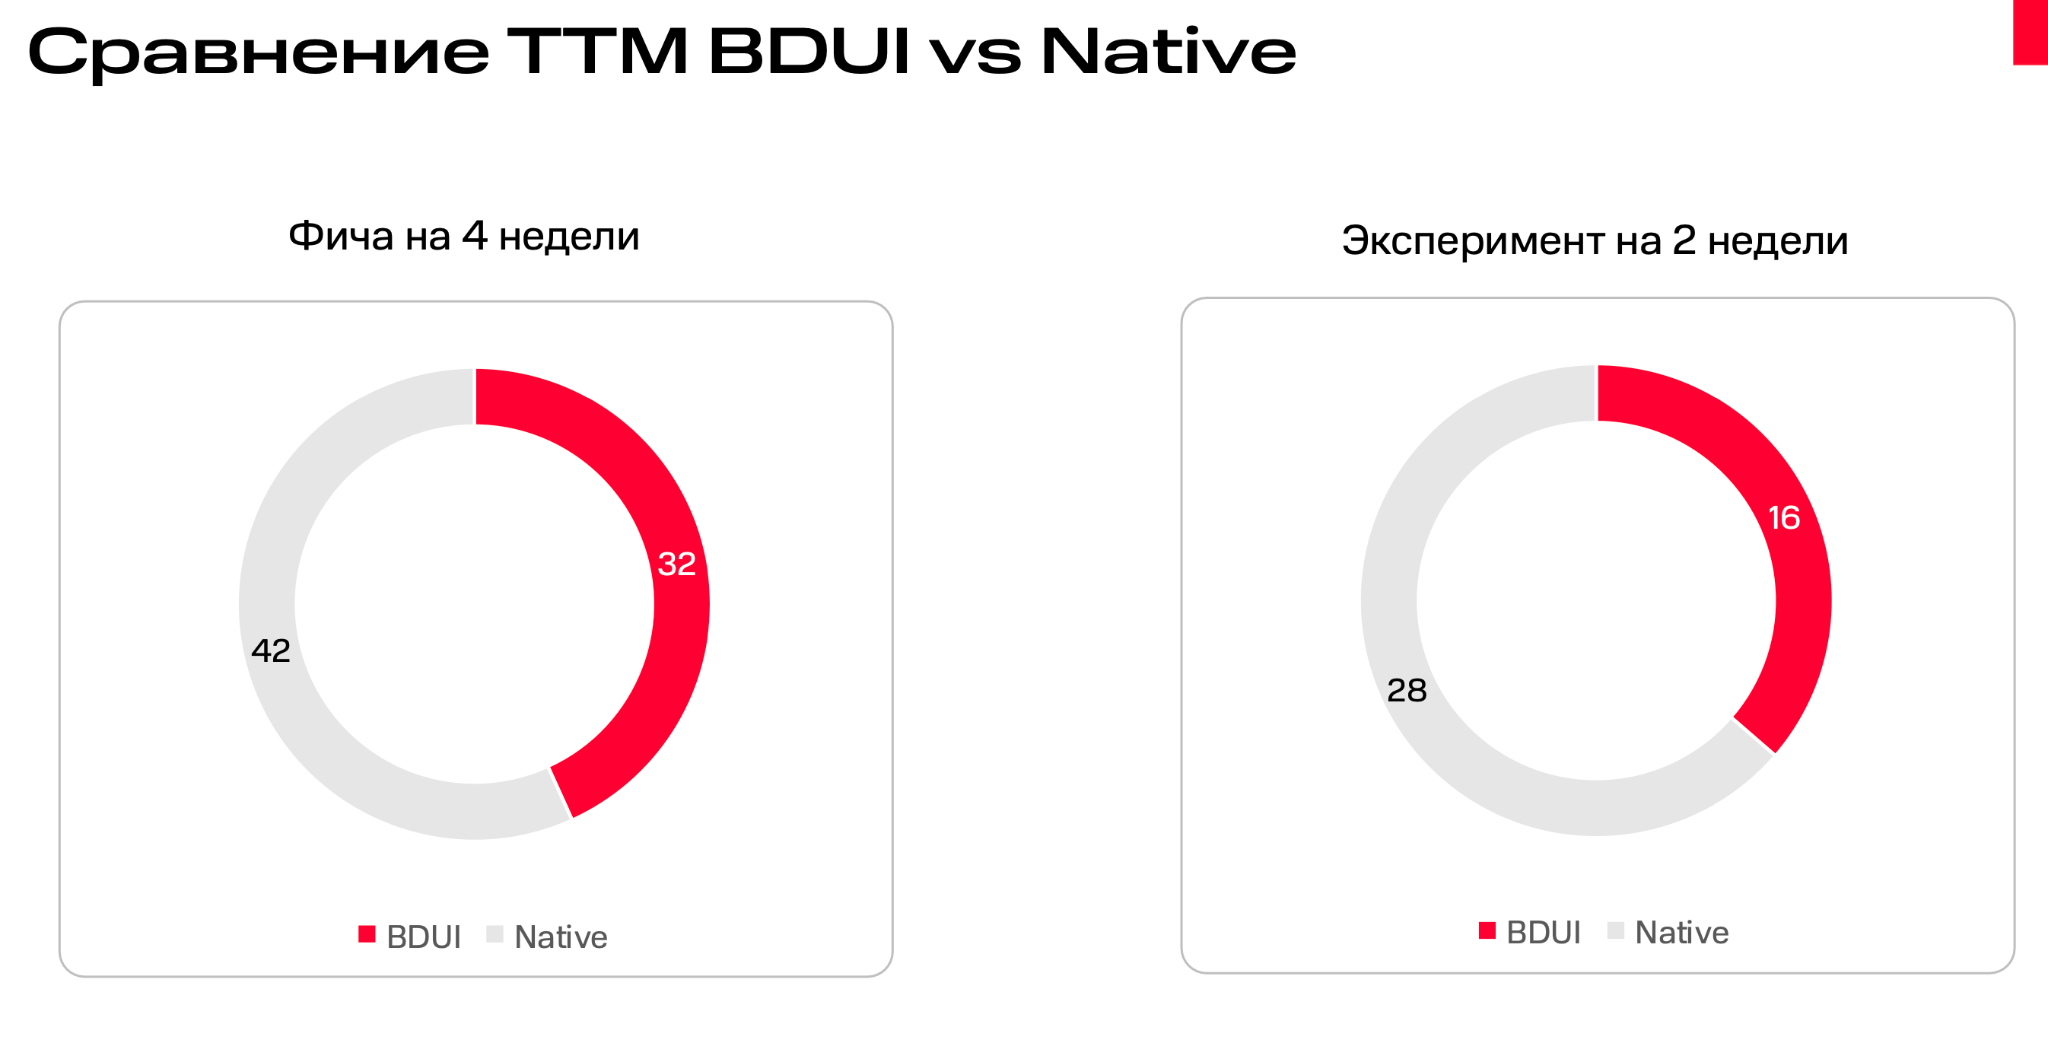 Сравнение TTM BDUI vs Native
Фича на 4 недели
32
42
BDUI Native
Эксперимент на 2 недели
16
28
BDUI Native